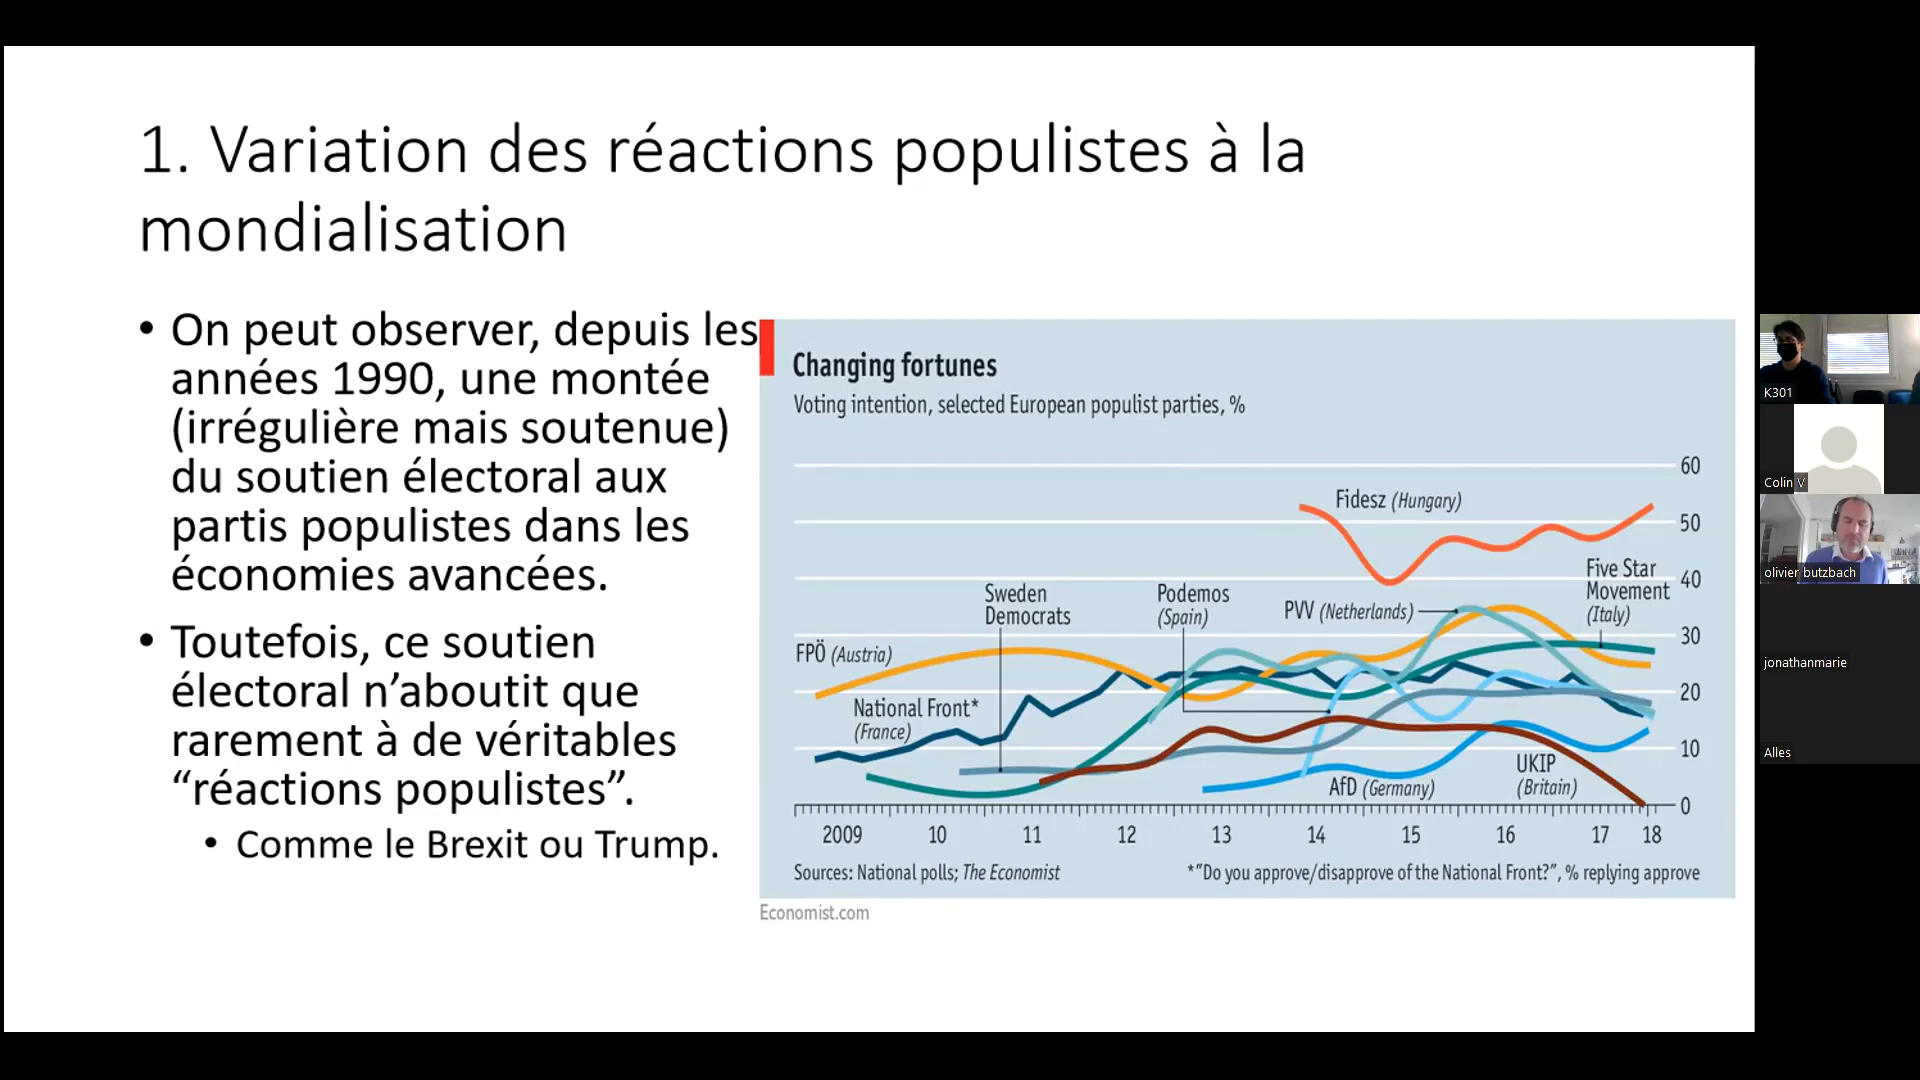 1. Variation des réactions populistes à la
mondialisation
• On peut observer, depuis les
années 1990, une montée
(irrégulière mais soutenue)
du soutien électoral aux
partis populistes dans les
économies avancées.
• Toutefois, ce soutien
électoral n’aboutit que
rarement à de véritables
“réactions populistes”.
• Comme le Brexit ou Trump.
Changing fortunes
Voting intention, selected European populist parties, %
60
50
40
30
20
10
0
Fidesz (Hungary)
Five Star
Movement
(Italy)
Sweden
Democrats
Podemos
(Spain)
PVV (Netherlands)
FPÖ (Austria)
National Front*
(France)
AfD (Germany)
UKIP
(Britain)
2009 10 11 12 13 14 15 16 17 18
Sources: National polls; The Economist
*"Do you approve/disapprove of the National Front?”, % replying approve
Economist.com
K301
Colin V
olivier butzbach
jonathanmarie
Alles